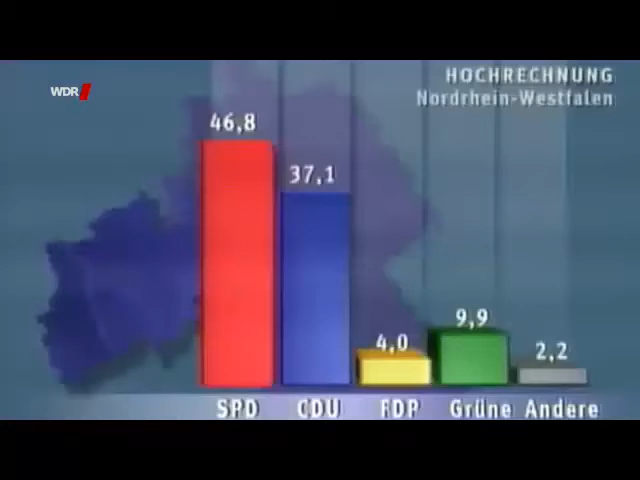 WDR
HOCHRECHNUNG
Nordrhein-Westfalen
46,8
37,1
4,0
9,9
2,2
SPD CDU FDP Grüne Andere